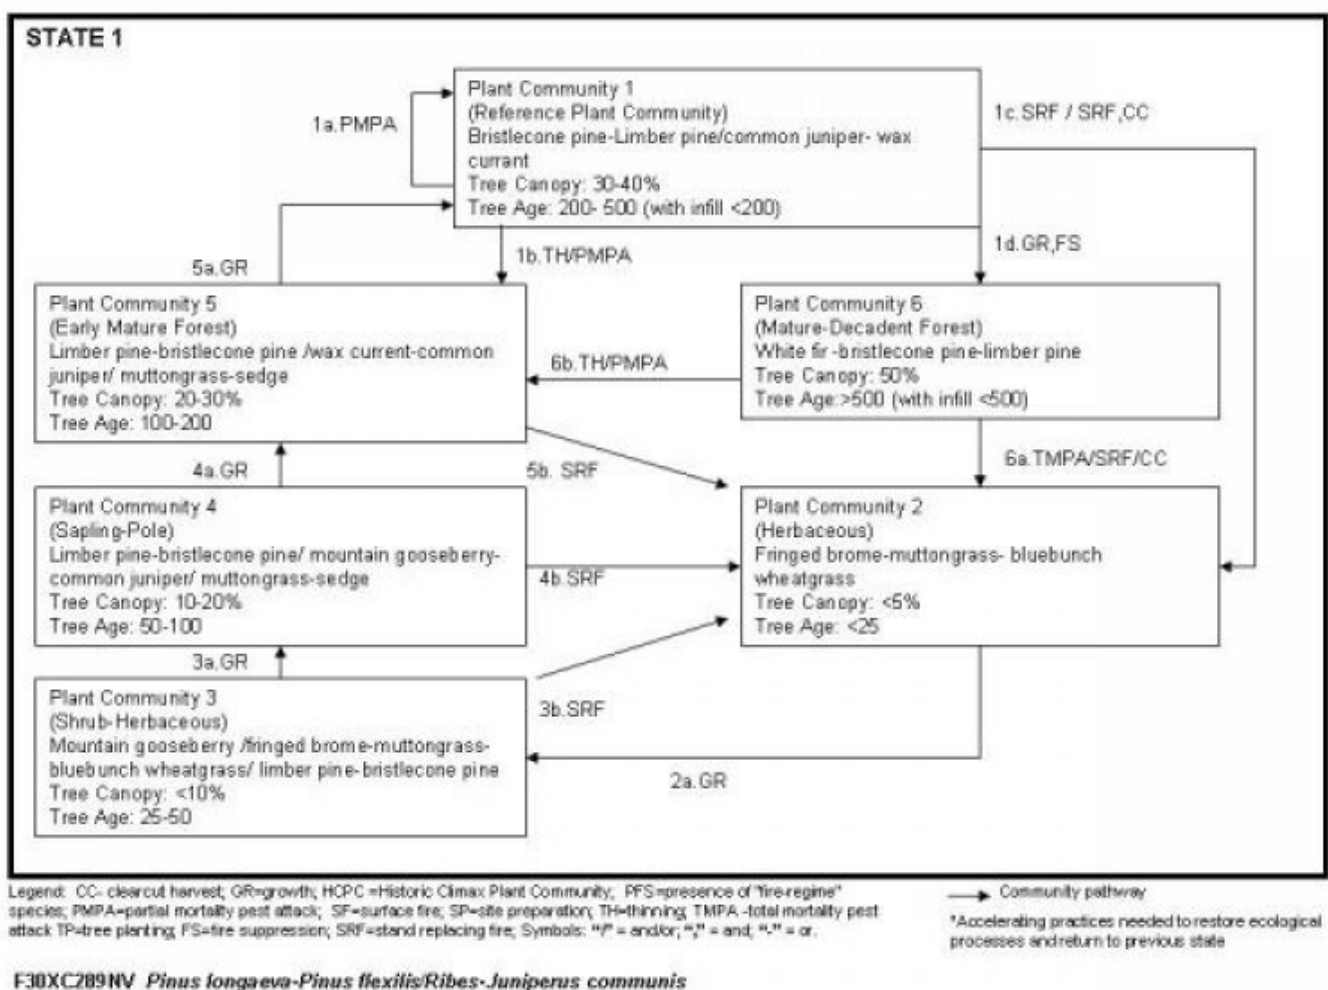 STATE 1
Plant Community 1
(Reference Plant Community)
Bristlecone pine-Limber pine/common juniper- wax
currant
Tree Canopy: 30-40%
Tree Age: 200- 500 (with infill <200)
1a.PMPA
1c.SRF / SRF,CC
1b.TH/PMPA
1d.GR,FS
5a.GR
Plant Community 5
(Early Mature Forest)
Limber pine-bristlecone pine /wax current-common
juniper/ muttongrass-sedge
Tree Canopy: 20-30%
Tree Age: 100-200
6b.TH/PMPA
Plant Community 6
(Mature-Decadent Forest)
White fir -bristlecone pine-limber pine
Tree Canopy: 50%
Tree Age:>500 (with infill <500)
4a.GR
5b. SRF
6a.TMPA/SRF/CC
Plant Community 4
(Sapling-Pole)
Limber pine-bristlecone pine/ mountain gooseberry-
common juniper/ muttongrass-sedge
Tree Canopy: 10-20%
Tree Age: 50-100
4b.SRF
Plant Community 2
(Herbaceous)
Fringed brome-muttongrass- bluebunch
wheatgrass
Tree Canopy: <5%
Tree Age: <25
3a.GR
3b.SRF
Plant Community 3
(Shrub-Herbaceous)
Mountain gooseberry /fringed brome-muttongrass-
bluebunch wheatgrass/ limber pine-bristlecone pine
Tree Canopy: <10%
Tree Age: 25-50
2a.GR
Legend: CC- clearcut harvest; GR=growth; HCPC =Historic Climax Plant Community; PFS=presence of "fire-regime"
species; PMPA=partial mortality pest attack; SF=surface fire; SP=site preparation; TH=thinning; TMPA -total mortality pest
attack TP=tree planting; FS=fire suppression; SRF=stand replacing fire; Symbols: "/" = and/or; "," = and; "-" = or.
Community pathway
*Accelerating practices needed to restore ecological
processes and return to previous state
F30XC289NV Pinus longaeva-Pinus flexilis/Ribes-Juniperus communis